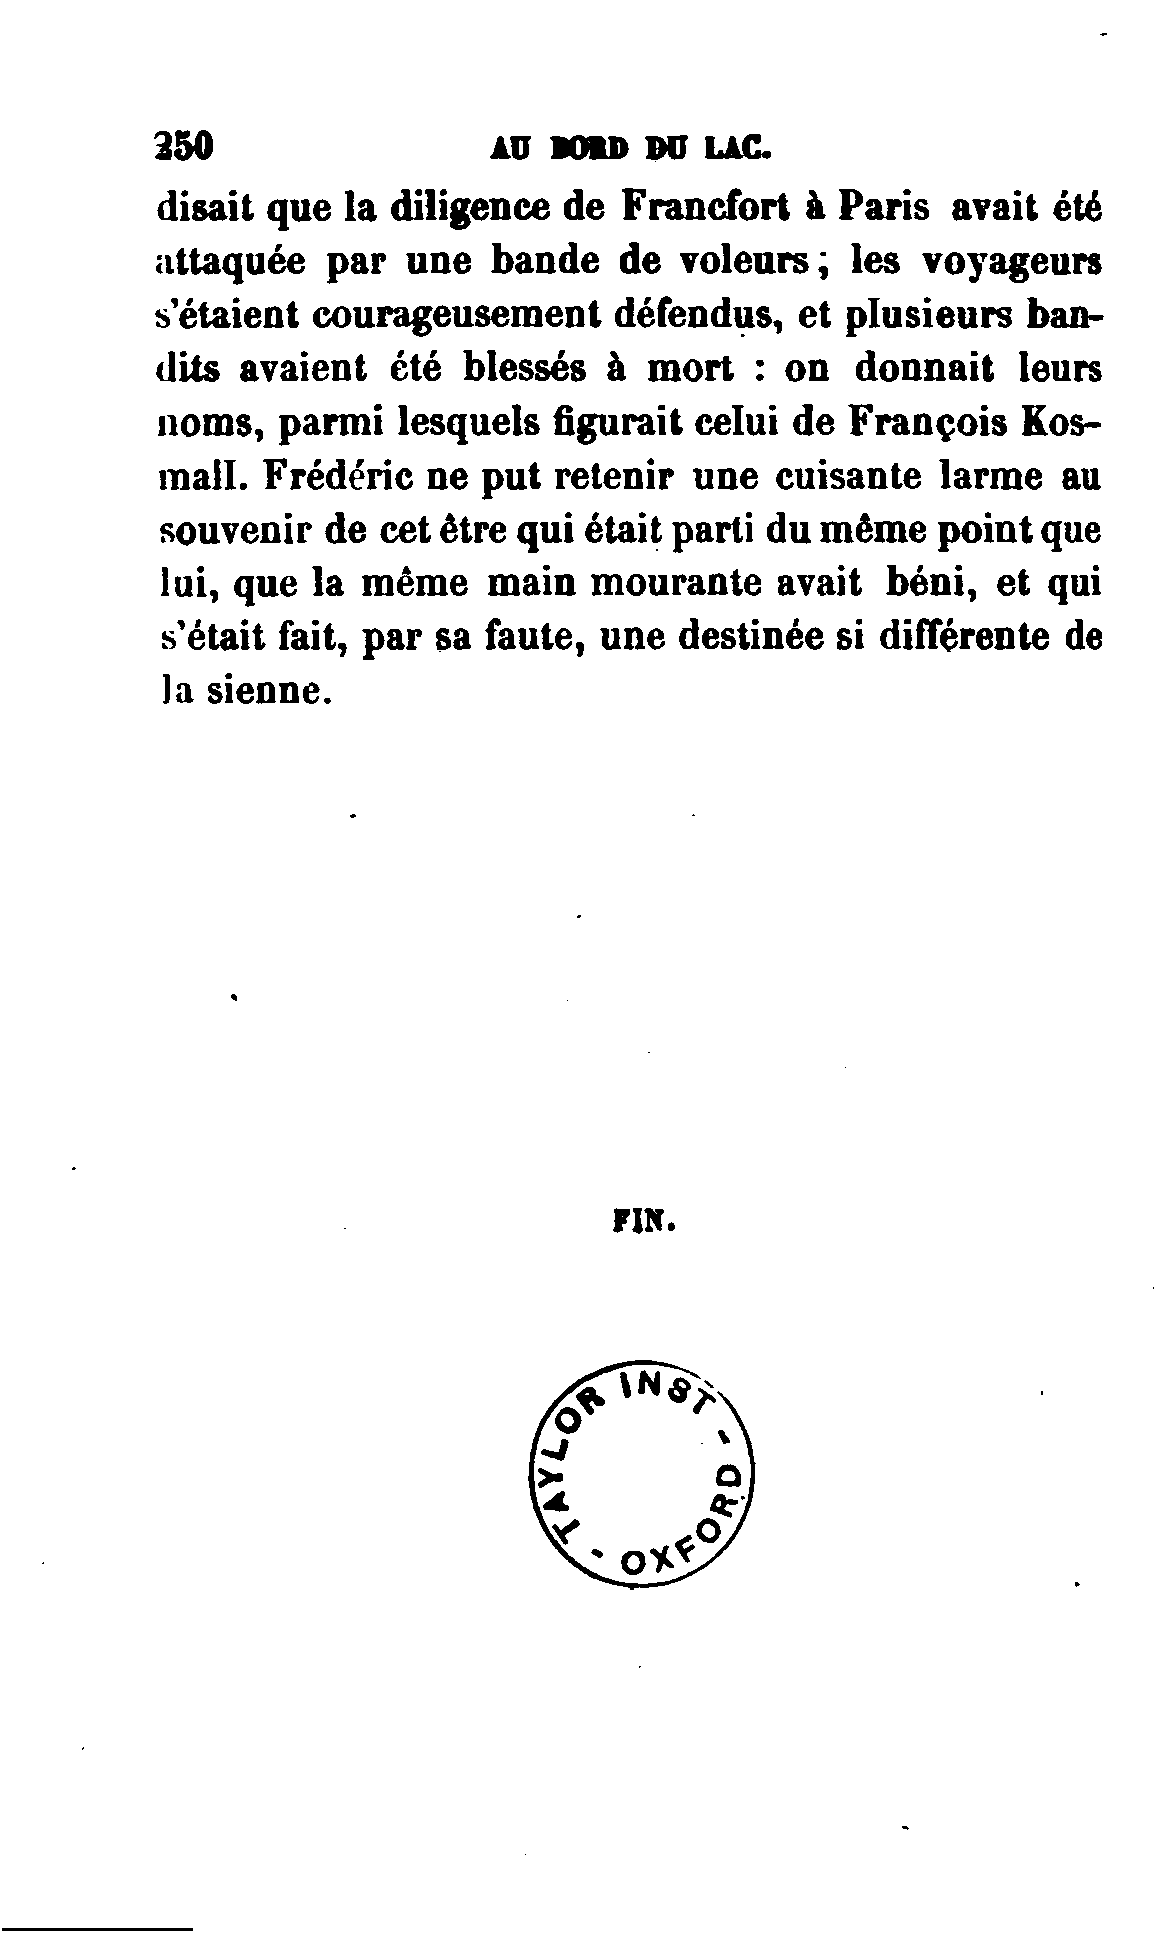 250 AU BORD DU LAC.
disait que la diligence de Francfort à Paris avait été
attaquée par une bande de voleurs; les voyageurs
s'étaient courageusement défendus, et plusieurs ban-
dits avaient été blessés à mort : on donnait leurs
noms, parmi lesquels figurait celui de François Kos-
mall. Frédéric ne put retenir une cuisante larme au
souvenir de cet être qui était parti du même point que
lui, que la même main mourante avait béni, et qui
s'était fait, par sa faute, une destinée si différente de
la sienne.
FIN.
TAYLOR INST - OXFORD -